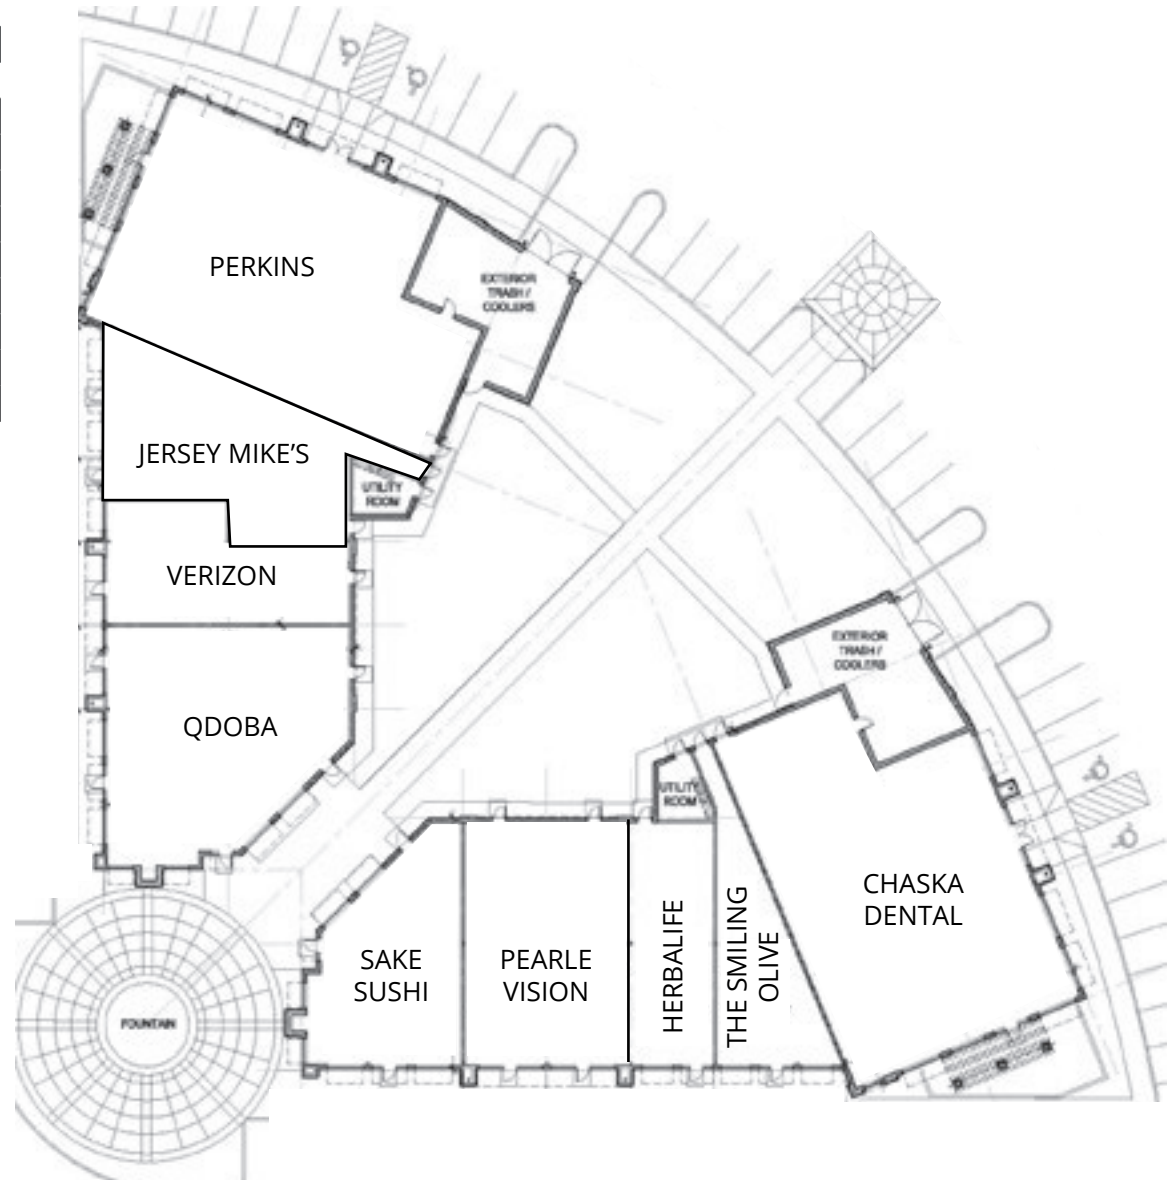 PERKINS
EXTERIOR
TRASH /
COOLERS
JERSEY MIKE'S
UTILITY
ROOM
VERIZON
QDOBA
EXTERIOR
TRASH /
COOLERS
UTILITY
ROOM
CHASKA
DENTAL
SAKE
SUSHI
PEARLE
VISION
HERBALIFE
THE SMILING
OLIVE
FOUNTAIN